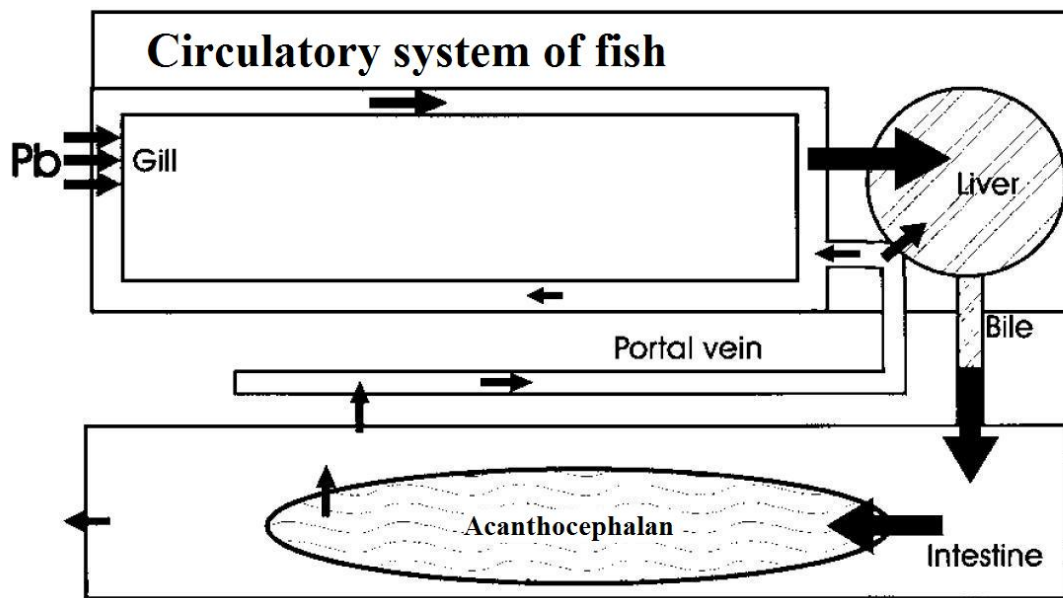 Circulatory system of fish
Pb
Gill
Liver
Bile
Portal vein
Acanthocephalan
Intestine